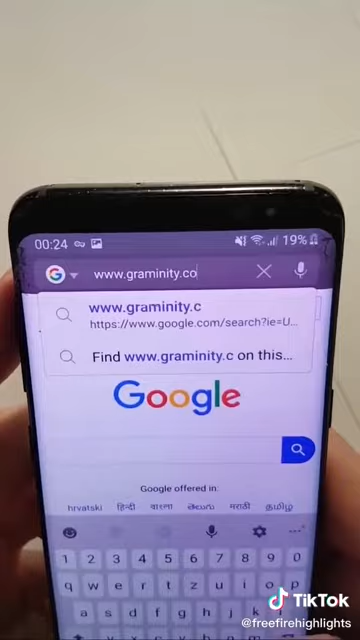 00:24
19%
www.graminity.co
www.graminity.c
https://www.google.com/search?ie=U...
Find www.graminity.c on this...
Google
Google offered in:
hrvatski हिन्दी বাংলা తెలుగు मराठी தமிழ்
1 2 3 4 5 6 7 8 9 0
q w e r t z u i o p
a s d f g h j k l
TikTok
@freefirehighlights